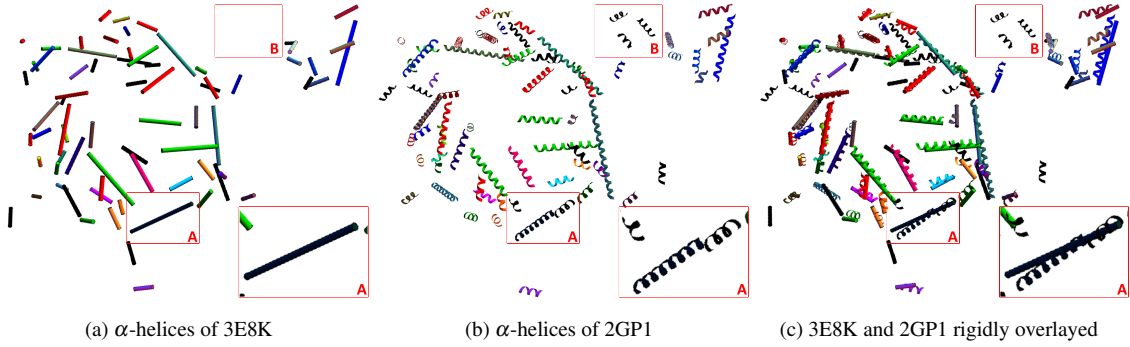 B
B
B
A
A
A
A
A
A
(a) α-helices of 3E8K
(b) α-helices of 2GP1
(c) 3E8K and 2GP1 rigidly overlayed